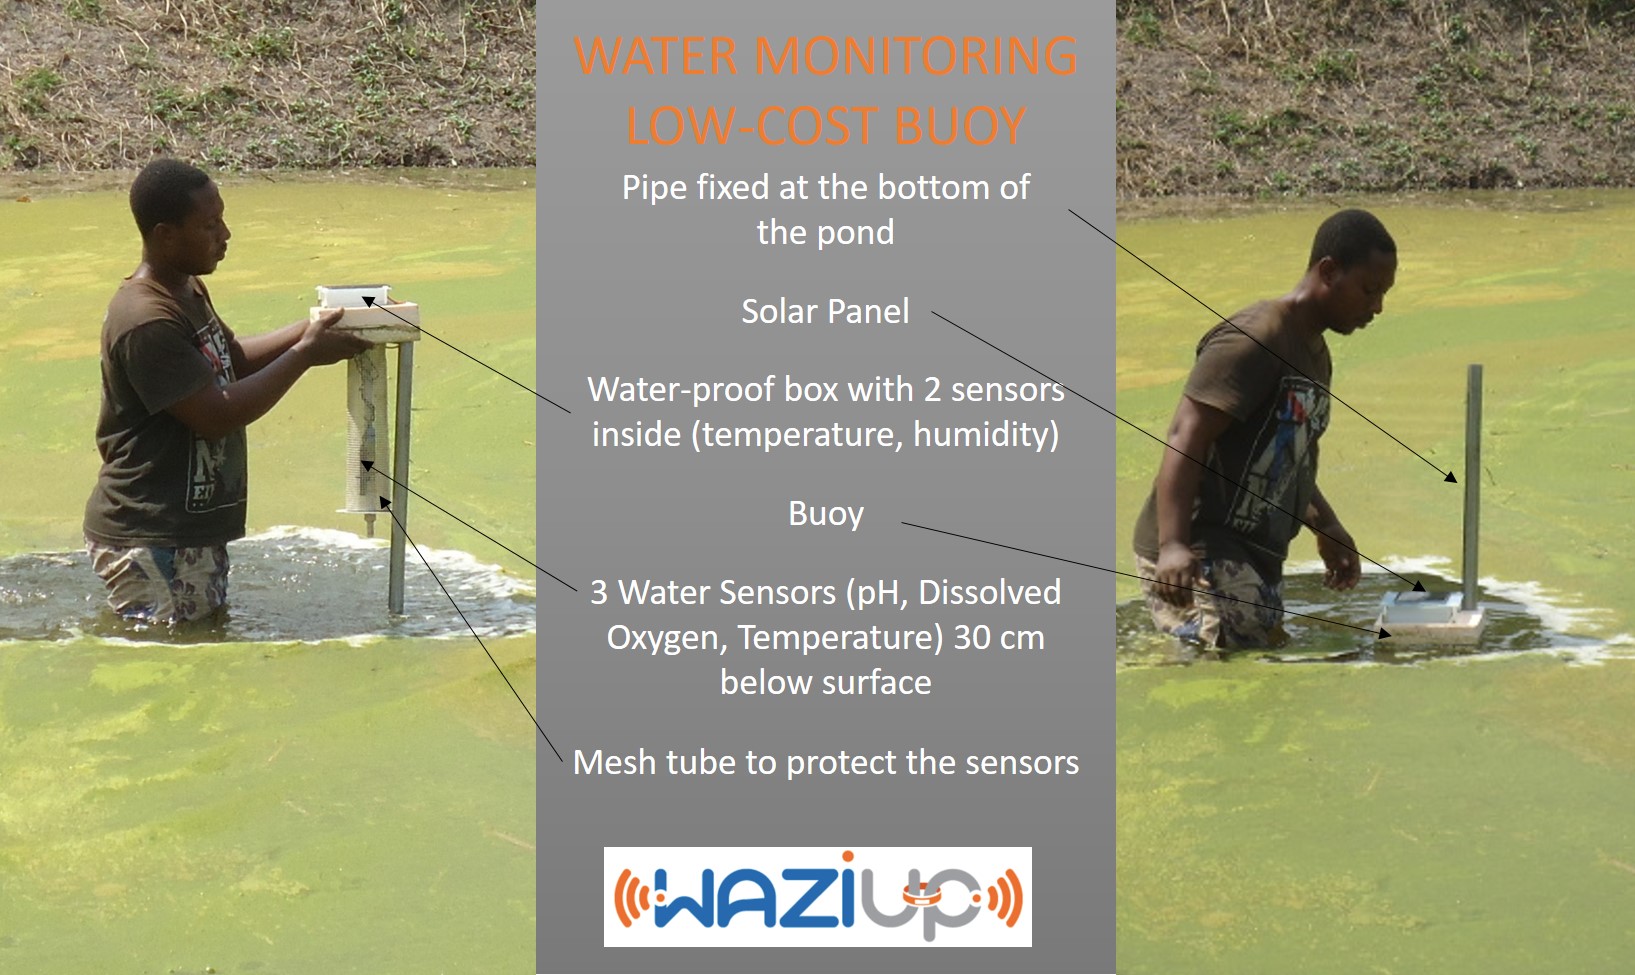 WATER MONITORING
LOW-COST BUOY
Pipe fixed at the bottom of
the pond
Solar Panel
Water-proof box with 2 sensors
inside (temperature, humidity)
Buoy
3 Water Sensors (pH, Dissolved
Oxygen, Temperature) 30 cm
below surface
Mesh tube to protect the sensors
WAZIUP